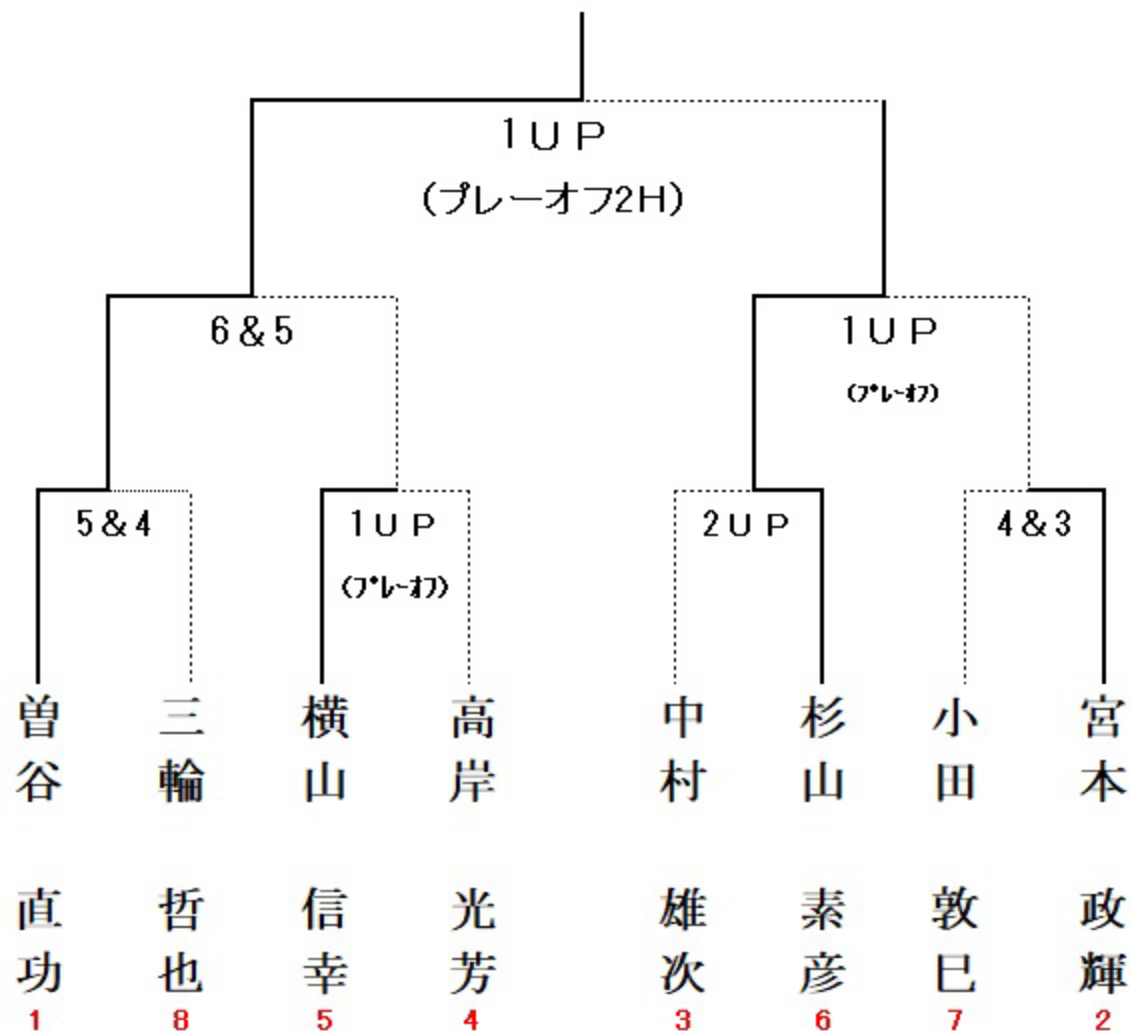 1UP
(プレーオフ2H)
6&5
1UP
(プレーオフ)
5&4
1UP
(プレーオフ)
2UP
4&3
曽谷 直功
三輪 哲也
横山 信幸
高岸 光芳
中村 雄次
杉山 素彦
小田 敦巳
宮本 政輝
1
8
5
4
3
6
7
2